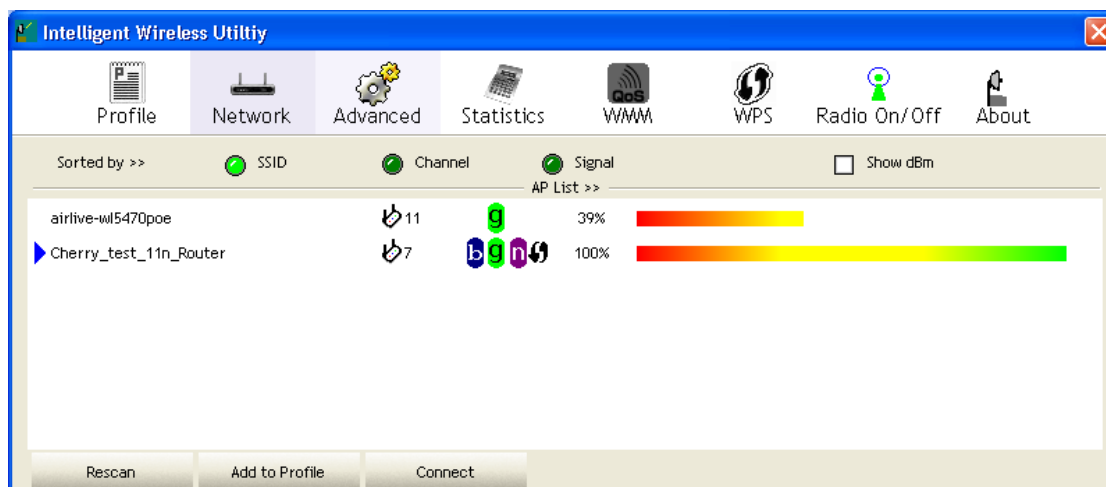 Intelligent Wireless Utiltiy
Profile Network Advanced Statistics QoS WMM WPS Radio On/Off About
Sorted by >> SSID Channel Signal Show dBm
AP List >>
airlive-wl5470poe 11 g 39%
Cherry_test_11n_Router 7 b g n 100%
Rescan Add to Profile Connect